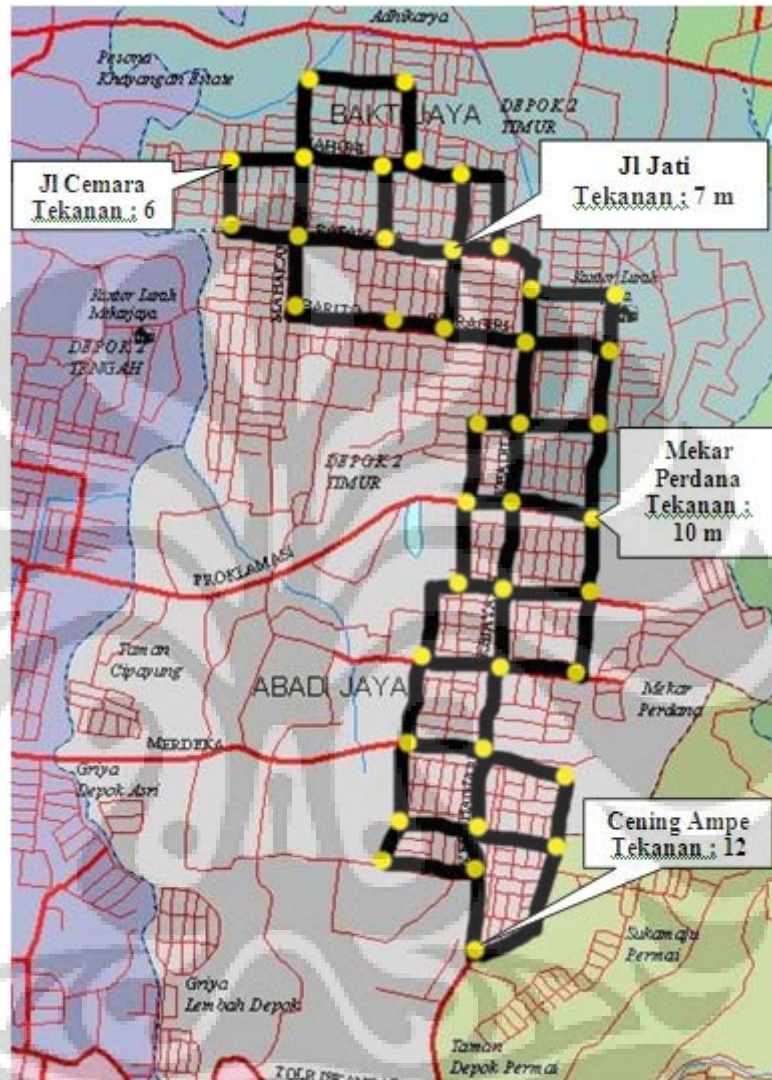 Adhikarya
Pesona
Khayangan Estate
BAKTI JAYA
DEPOK 2
TIMUR
Jl Cemara
Tekanan : 6
Jl Jati
Tekanan : 7 m
MAHAKAM
BARITO
Kantor Lurah
Kantor Lurah
Mekarjaya
DEPOK 2
TENGAH
DEPOK 2
TIMUR
Mekar
Perdana
Tekanan :
10 m
PROKLAMASI
Taman
Cipayung
ABADI JAYA
Mekar
Perdana
MERDEKA
Griya
Depok Asri
Cening Ampe
Tekanan : 12
Sukamaju
Permai
Griya
Lembah Depok
Taman
Depok Permai